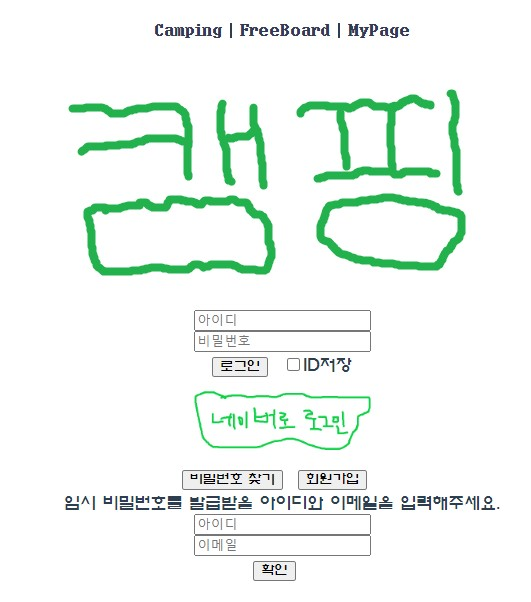 Camping | FreeBoard | MyPage
캠핑
아이디
비밀번호
로그인 ID저장
네이버로 로그인
비밀번호 찾기 회원가입
임시 비밀번호를 발급받을 아이디와 이메일을 입력해주세요.
아이디
이메일
확인